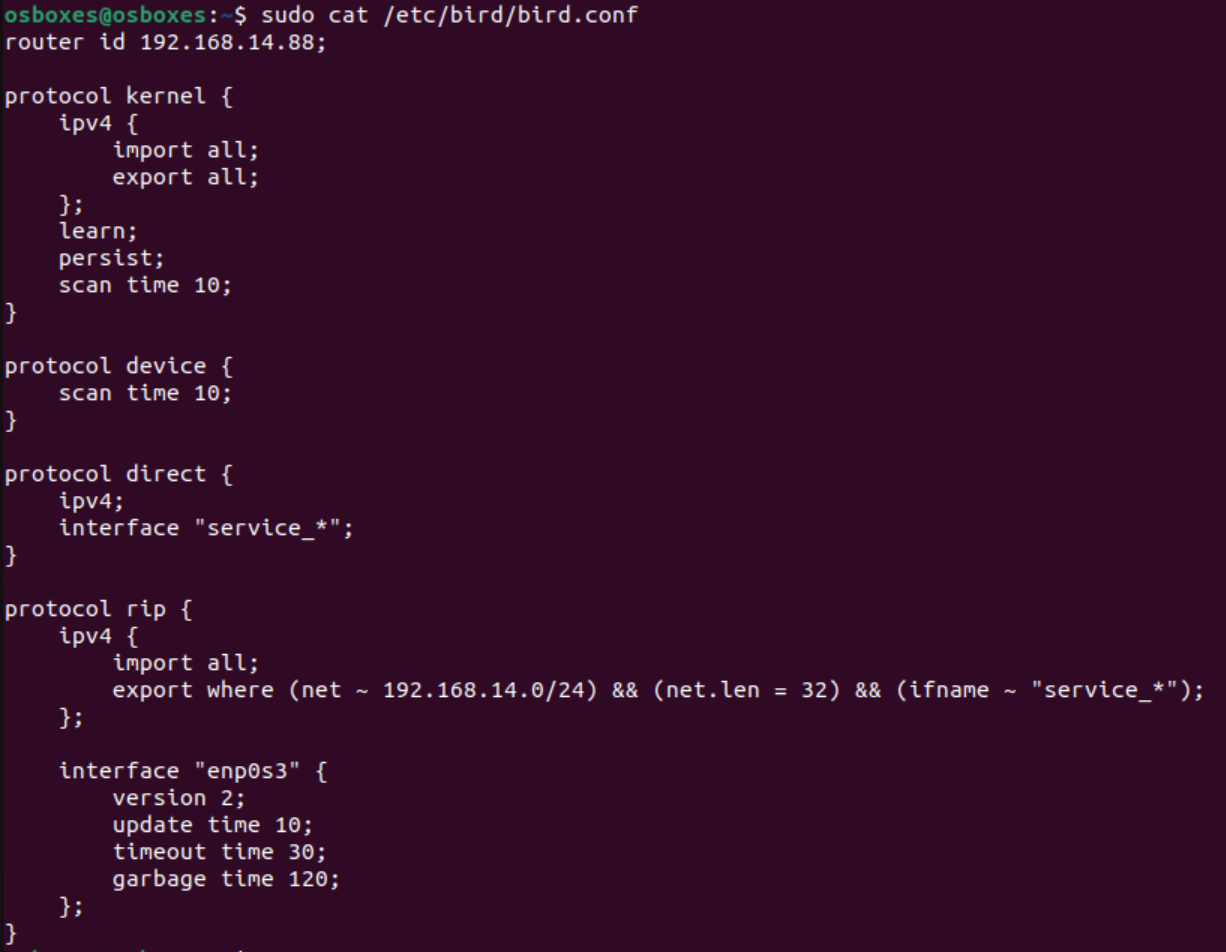 osboxes@osboxes:~$ sudo cat /etc/bird/bird.conf
router id 192.168.14.88;

protocol kernel {
    ipv4 {
        import all;
        export all;
    };
    learn;
    persist;
    scan time 10;
}

protocol device {
    scan time 10;
}

protocol direct {
    ipv4;
    interface "service_*";
}

protocol rip {
    ipv4 {
        import all;
        export where (net ~ 192.168.14.0/24) && (net.len = 32) && (ifname ~ "service_*");
    };

    interface "enp0s3" {
        version 2;
        update time 10;
        timeout time 30;
        garbage time 120;
    };
}